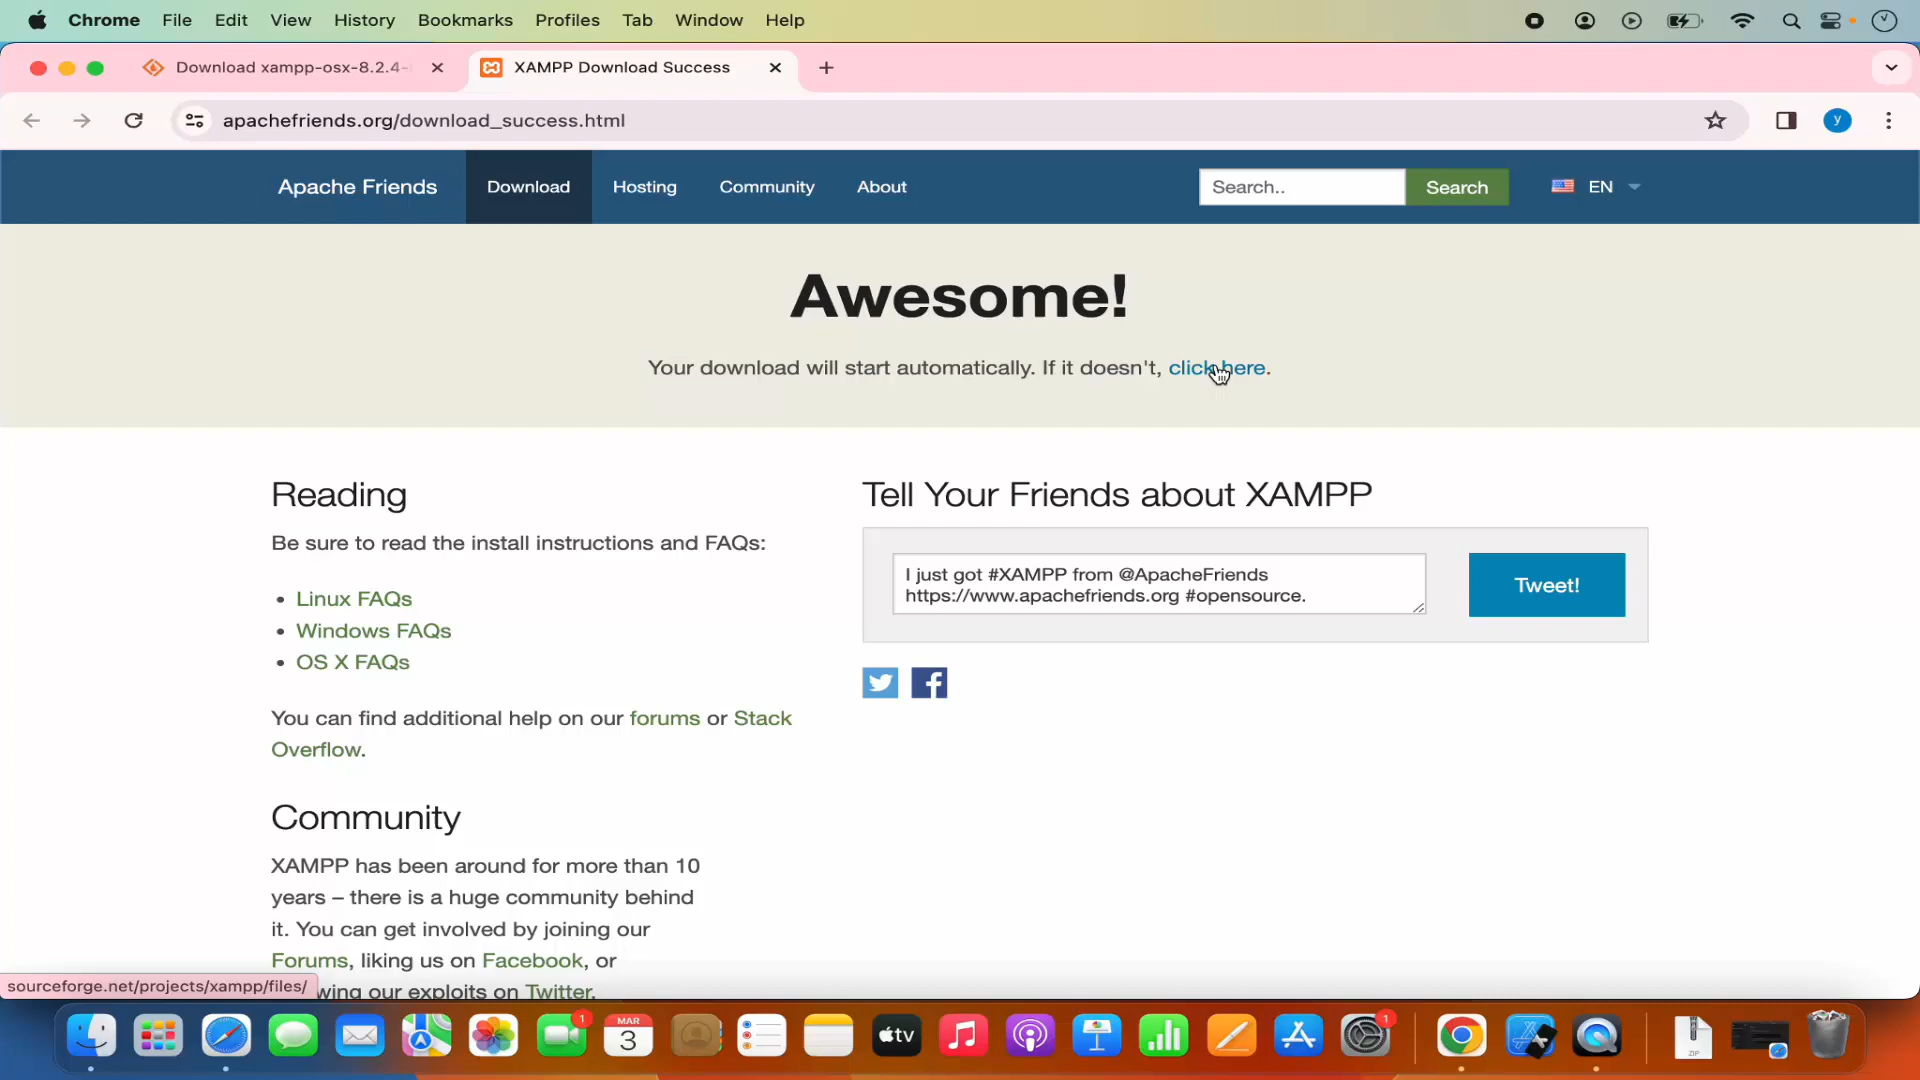 Chrome File Edit View History Bookmarks Profiles Tab Window Help
Download xampp-osx-8.2.4-
XAMPP Download Success
apachefriends.org/download_success.html
y
Apache Friends Download Hosting Community About
Search.. Search EN
Awesome!
Your download will start automatically. If it doesn't, click here.
Reading
Be sure to read the install instructions and FAQs:
• Linux FAQs
• Windows FAQs
• OS X FAQs
You can find additional help on our forums or Stack
Overflow.
Tell Your Friends about XAMPP
I just got #XAMPP from @ApacheFriends
https://www.apachefriends.org #opensource.
Tweet!
Community
XAMPP has been around for more than 10
years – there is a huge community behind
it. You can get involved by joining our
Forums, liking us on Facebook, or
wing our exploits on Twitter.
sourceforge.net/projects/xampp/files/
1
MAR
3
tv
1
ZIP